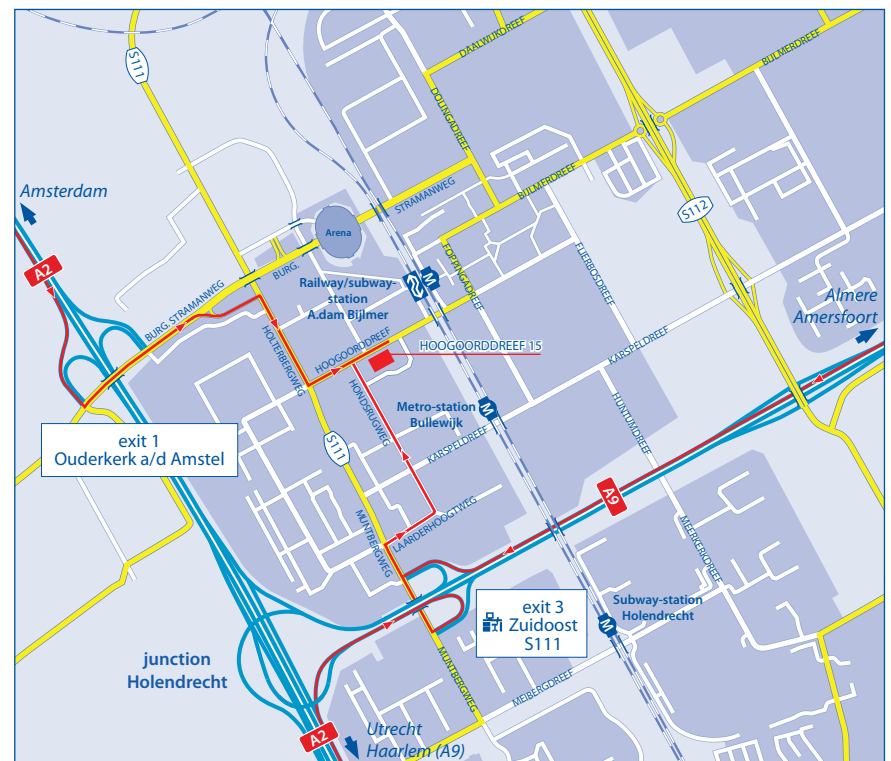 DAALWIJKDREEF
BIJLMERDREEF
S111
DOLINGADREEF
Amsterdam
STRAMANWEG
BIJLMERDREEF
S112
Arena
A2
BURG.
FOPPINGADREEF
FLIERBOSDREEF
Railway/subway-
station
A.dam Bijlmer
M
Almere
Amersfoort
BURG. STRAMANWEG
HOLTERBERGWEG
HOOGOORDDREEF
HOOGOORDDREEF 15
KARSPELDREEF
HONDSRUGWEG
Metro-station
Bullewijk
M
HUNTUMDREEF
exit 1
Ouderkerk a/d Amstel
S111
KARSPELDREEF
A9
MUNTBERGWEG
LAARDERHOOGTWEG
MEERKERKDREEF
exit 3
Zuidoost
S111
Subway-station
Holendrecht
M
junction
Holendrecht
MUNTBERGWEG
MEIBERGDREEF
A2
Utrecht
Haarlem (A9)